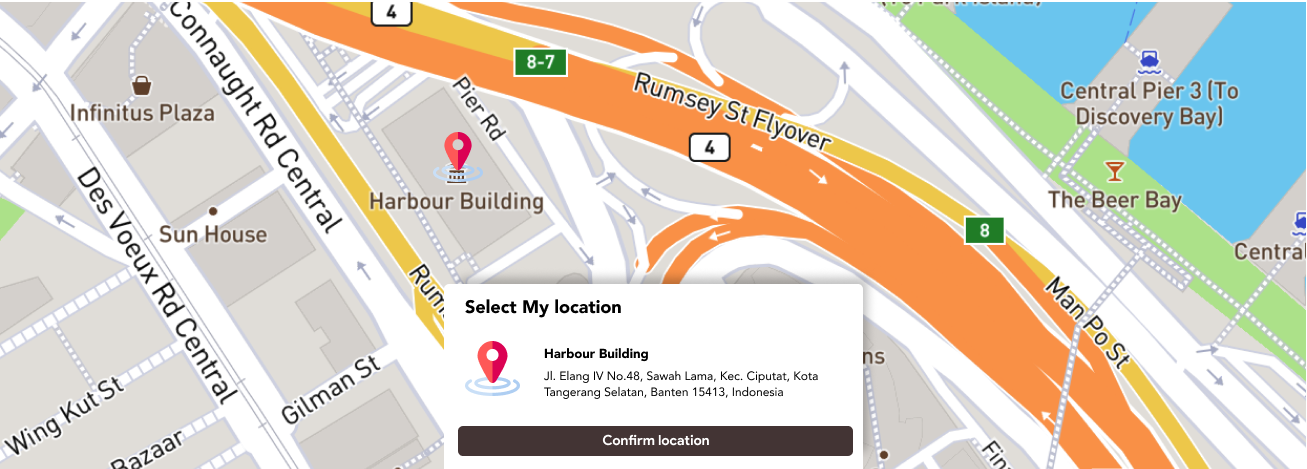 4
8-7
Connaught Rd Central
Infinitus Plaza
Pier Rd
Rumsey St Flyover
4
Central Pier 3 (To
Discovery Bay)
The Beer Bay
Harbour Building
Des Voeux Rd Central
Sun House
8
Central
Man Po St
Gilman St
Wing Kut St
Bazaar
Select My location
Harbour Building
Jl. Elang IV No.48, Sawah Lama, Kec. Ciputat, Kota
Tangerang Selatan, Banten 15413, Indonesia
Confirm location